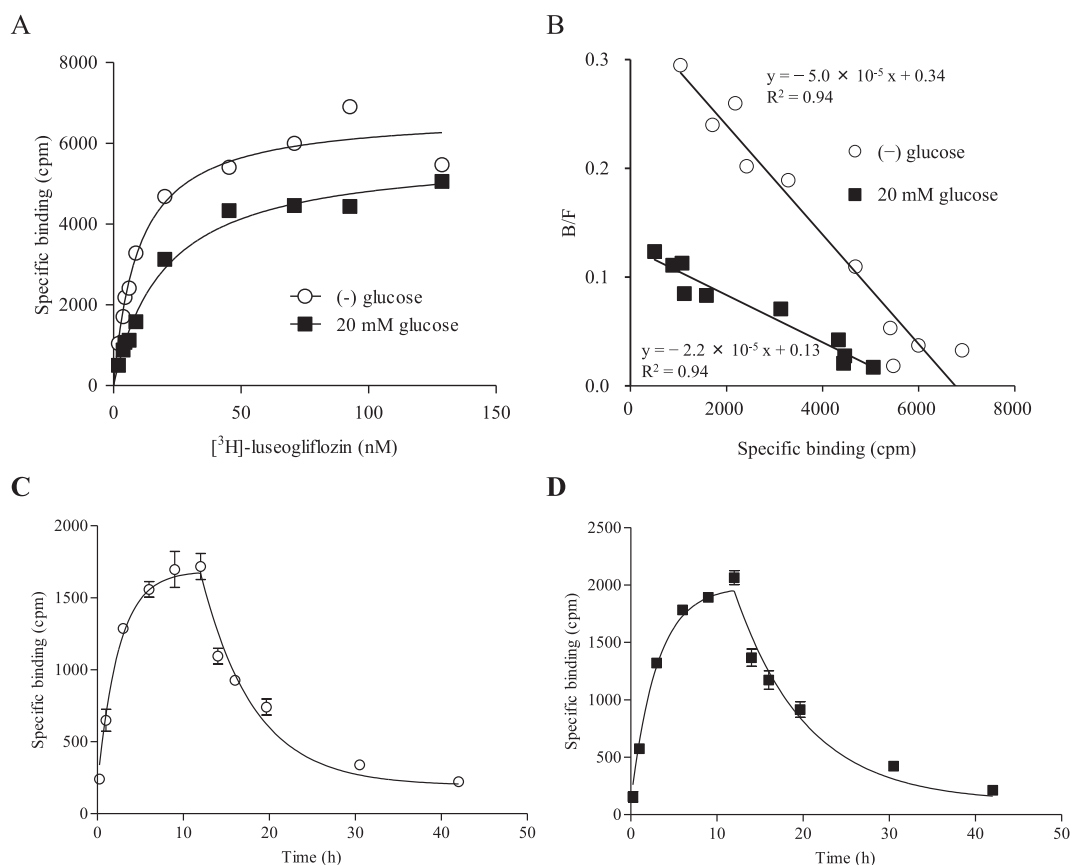 A
8000
6000
4000
2000
0
0
50
100
150
Specific binding (cpm)
[³H]-luseogliflozin (nM)
(-) glucose
20 mM glucose
B
0.3
0.2
0.1
0.0
0
2000
4000
6000
8000
B/F
Specific binding (cpm)
y = − 5.0 × 10⁻⁵ x + 0.34
R² = 0.94
(−) glucose
20 mM glucose
y = − 2.2 × 10⁻⁵ x + 0.13
R² = 0.94
C
2000
1500
1000
500
0
0
10
20
30
40
50
Specific binding (cpm)
Time (h)
D
2500
2000
1500
1000
500
0
0
10
20
30
40
50
Specific binding (cpm)
Time (h)